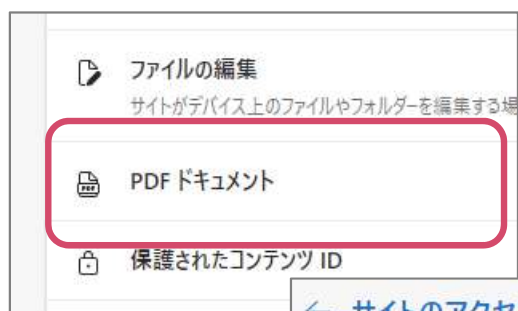 ファイルの編集
サイトがデバイス上のファイルやフォルダーを編集する場
PDF
PDF ドキュメント
保護されたコンテンツ ID
← サイトのアクセ